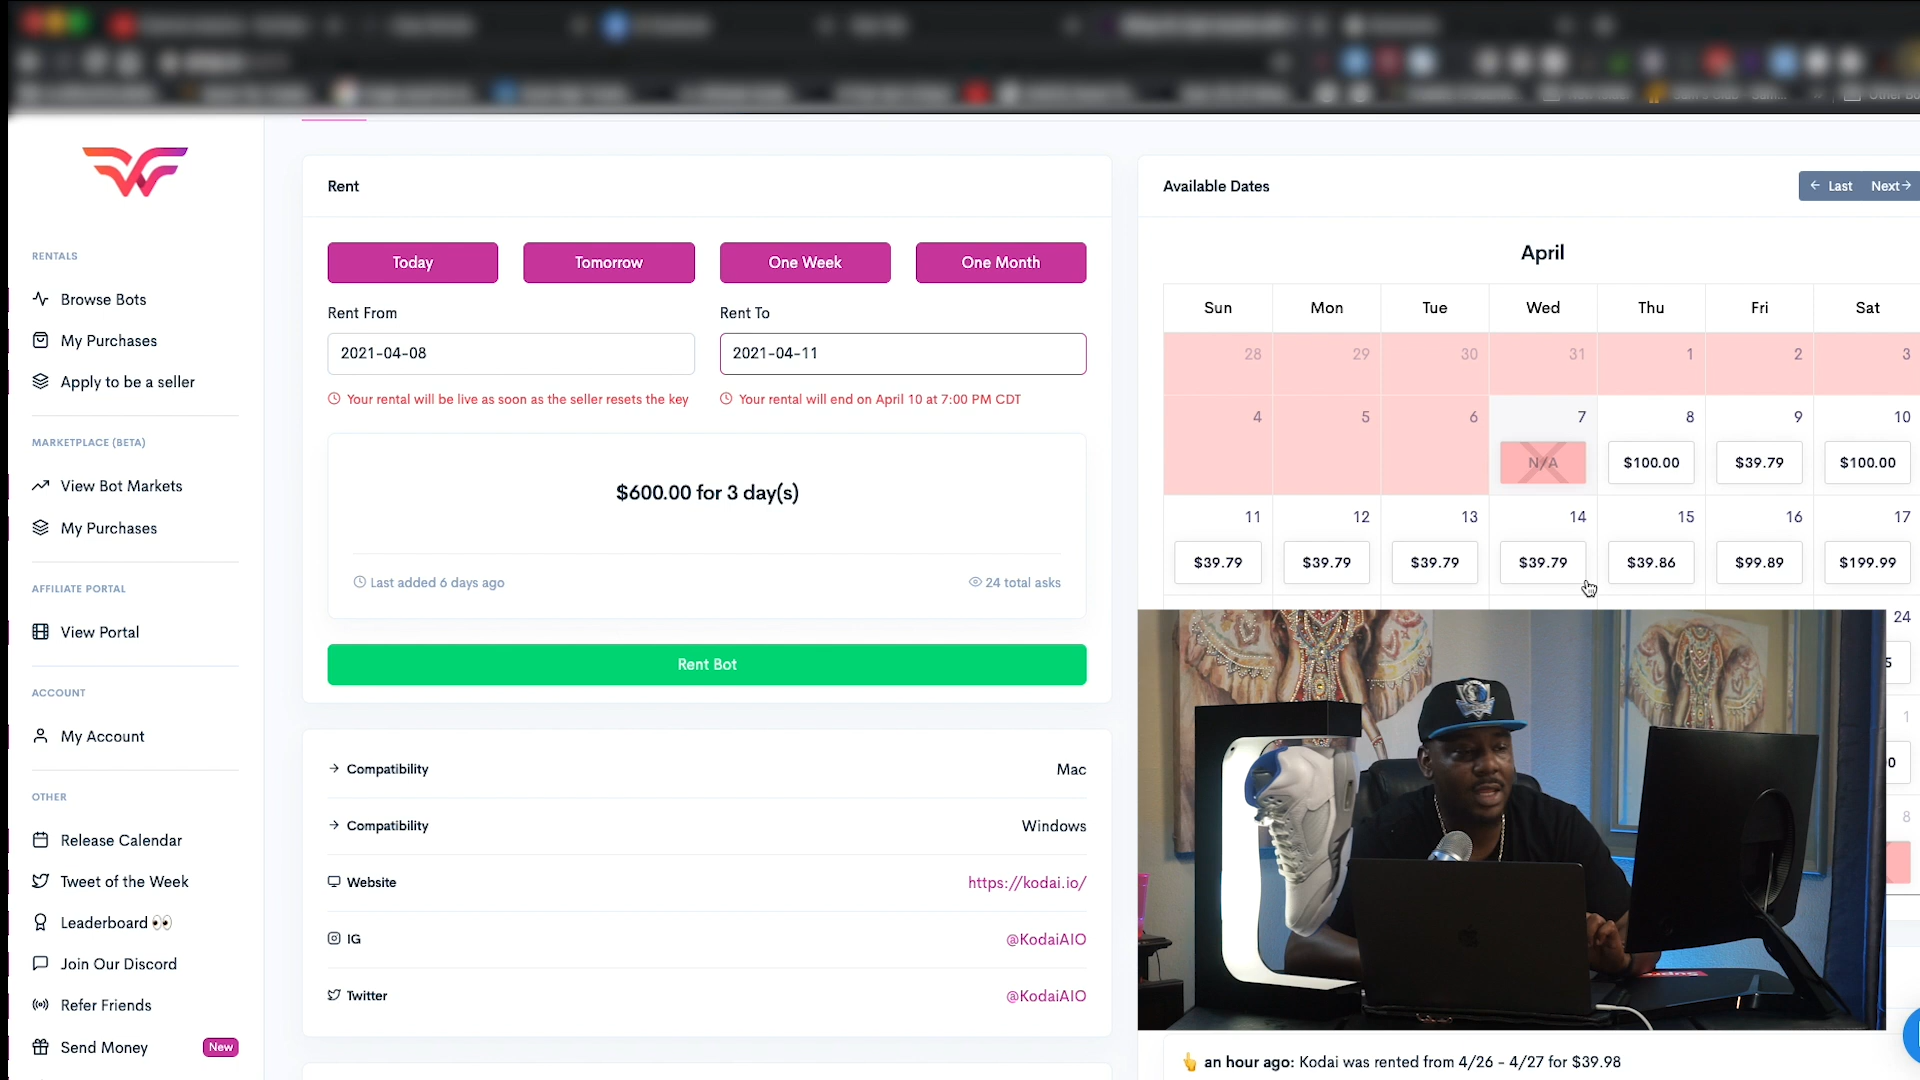 RENTALS
Browse Bots
My Purchases
Apply to be a seller
MARKETPLACE (BETA)
View Bot Markets
My Purchases
AFFILIATE PORTAL
View Portal
ACCOUNT
My Account
OTHER
Release Calendar
Tweet of the Week
Leaderboard 👀
Join Our Discord
Refer Friends
Send Money New
Rent
Today Tomorrow One Week One Month
Rent From Rent To
2021-04-08 2021-04-11
Your rental will be live as soon as the seller resets the key Your rental will end on April 10 at 7:00 PM CDT
$600.00 for 3 day(s)
Last added 6 days ago 24 total asks
Rent Bot
Compatibility Mac
Compatibility Windows
Website https://kodai.io/
IG @KodaiAIO
Twitter @KodaiAIO
Available Dates ← Last Next →
April
Sun Mon Tue Wed Thu Fri Sat
28 29 30 31 1 2 3
4 5 6 7 8 9 10
N/A $100.00 $39.79 $100.00
11 12 13 14 15 16 17
$39.79 $39.79 $39.79 $39.79 $39.86 $99.89 $199.99
24
5
1
0
8
👆 an hour ago: Kodai was rented from 4/26 - 4/27 for $39.98